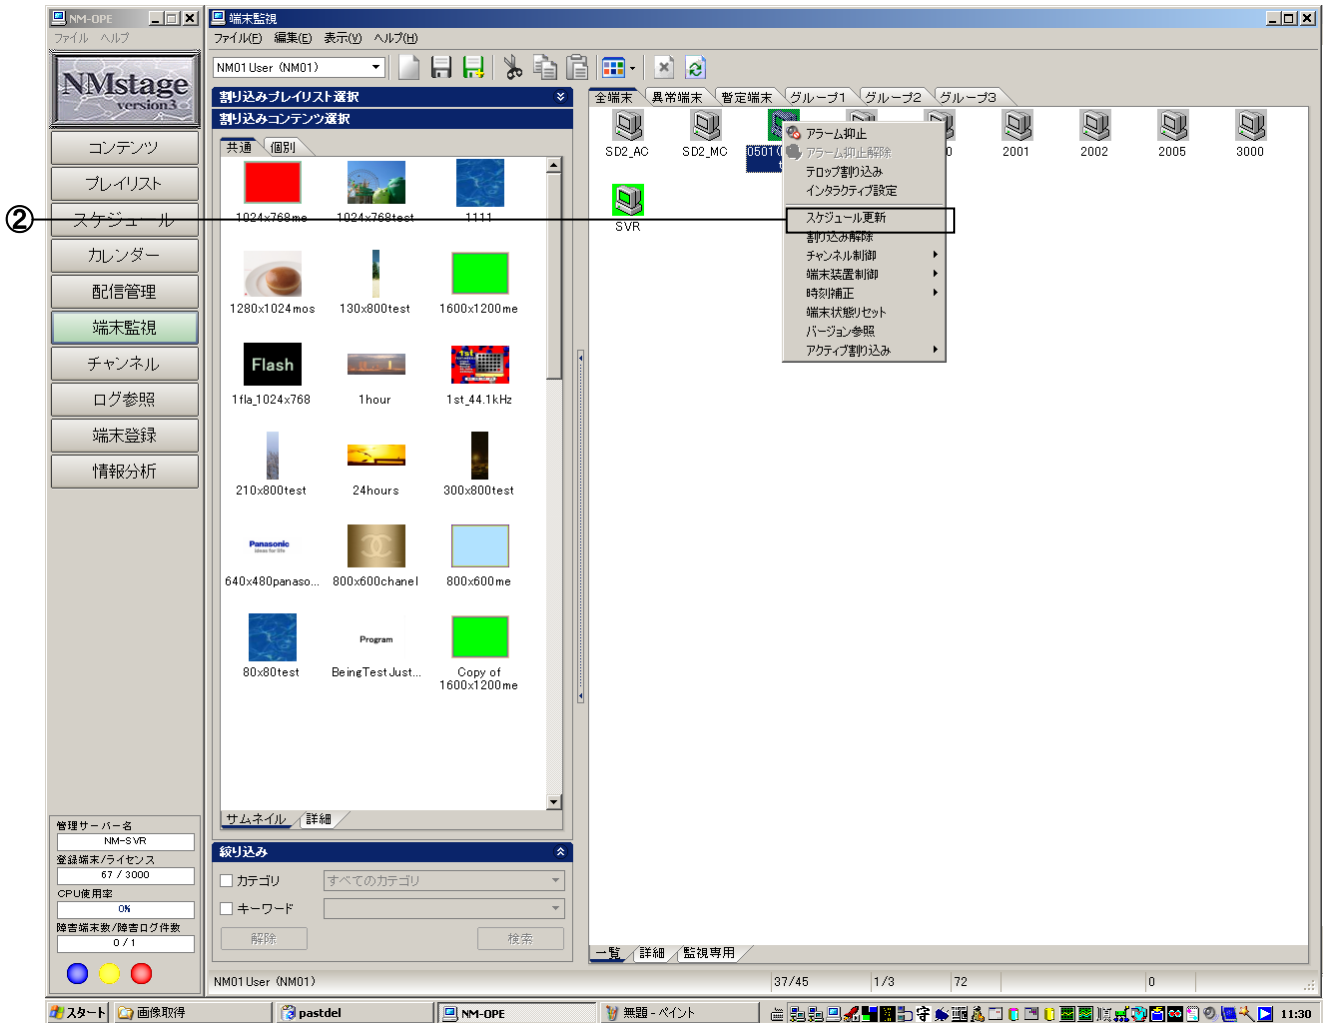 NM-OPE
ファイル ヘルプ
NMstage
version3
コンテンツ
プレイリスト
②
スケジュール
カレンダー
配信管理
端末監視
チャンネル
ログ参照
端末登録
情報分析
管理サーバー名
NM-SVR
登録端末/ライセンス
67 / 3000
CPU使用率
0%
障害端末数/障害ログ件数
0 / 1
端末監視
ファイル(F) 編集(E) 表示(V) ヘルプ(H)
NM01User (NM01)
割り込みプレイリスト選択
割り込みコンテンツ選択
共通 個別
1024x768me 1024x768test 1111
1280x1024mos 130x800test 1600x1200me
Flash
1st
1fla_1024x768 1hour 1st_44.1kHz
210x800test 24hours 300x800test
Panasonic
ideas for life
640x480panaso... 800x600chanel 800x600me
Program
80x80test BeingTestJust... Copy of
1600x1200me
サムネイル 詳細
絞り込み
カテゴリ すべてのカテゴリ
キーワード
解除 検索
全端末 異常端末 暫定端末 グループ1 グループ2 グループ3
SD2_AC SD2_MC 0501( 0 2001 2002 2005 3000
SVR
アラーム抑止
アラーム抑止解除
テロップ割り込み
インタラクティブ設定
スケジュール更新
割り込み解除
チャンネル制御
端末装置制御
時刻補正
端末状態リセット
バージョン参照
アクティブ割り込み
一覧 詳細 監視専用
NM01User (NM01) 37/45 1/3 72 0
スタート 画像取得 pastdel NM-OPE 無題 - ペイント 11:30